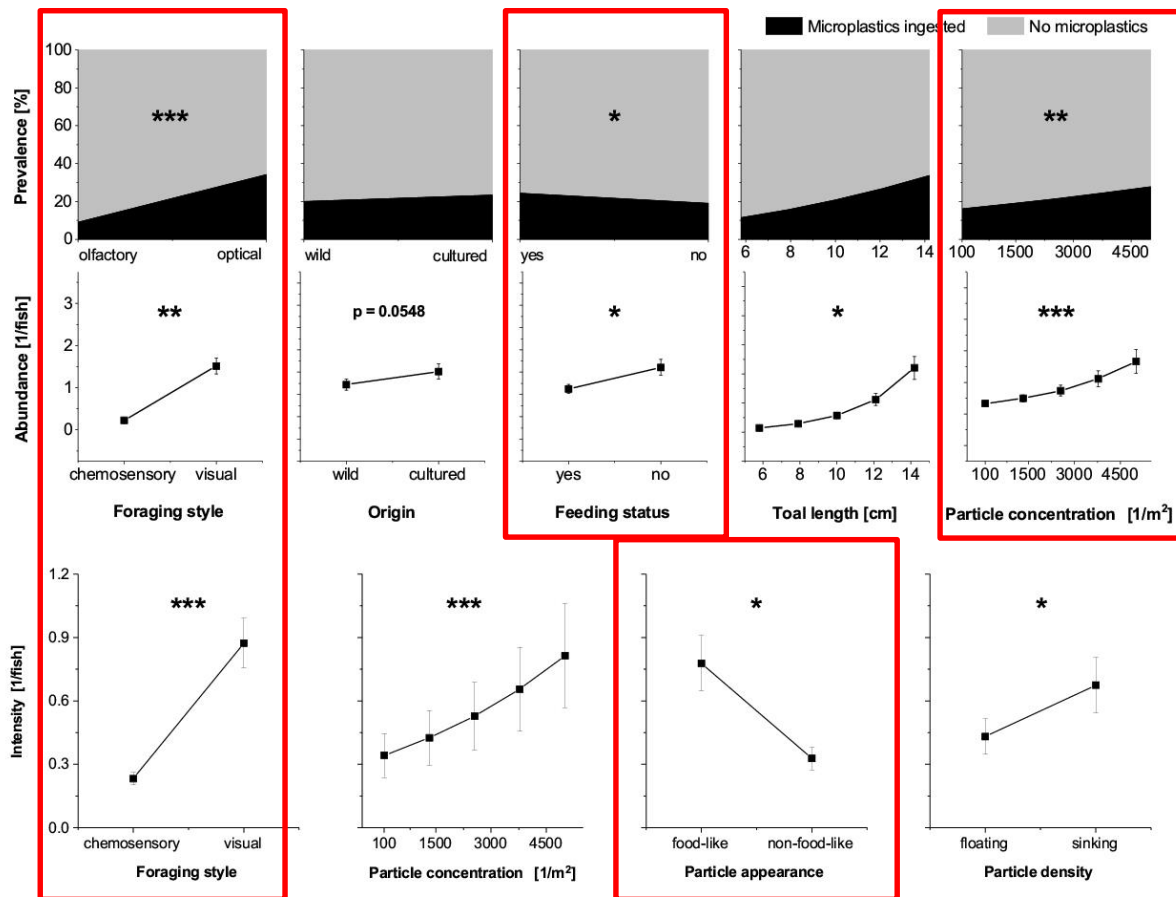 Microplastics ingested No microplastics
Prevalence [%]
100
80
60
40
20
0
***
*
**
olfactory optical
wild cultured
yes no
6 8 10 12 14
100 1500 3000 4500
Abundance [1/fish]
3
2
1
0
**
p = 0.0548
*
*
***
chemosensory visual
wild cultured
yes no
6 8 10 12 14
100 1500 3000 4500
Foraging style Origin Feeding status Toal length [cm] Particle concentration [1/m²]
Intensity [1/fish]
1.2
0.9
0.6
0.3
0.0
***
***
*
*
chemosensory visual
100 1500 3000 4500
food-like non-food-like
floating sinking
Foraging style Particle concentration [1/m²] Particle appearance Particle density